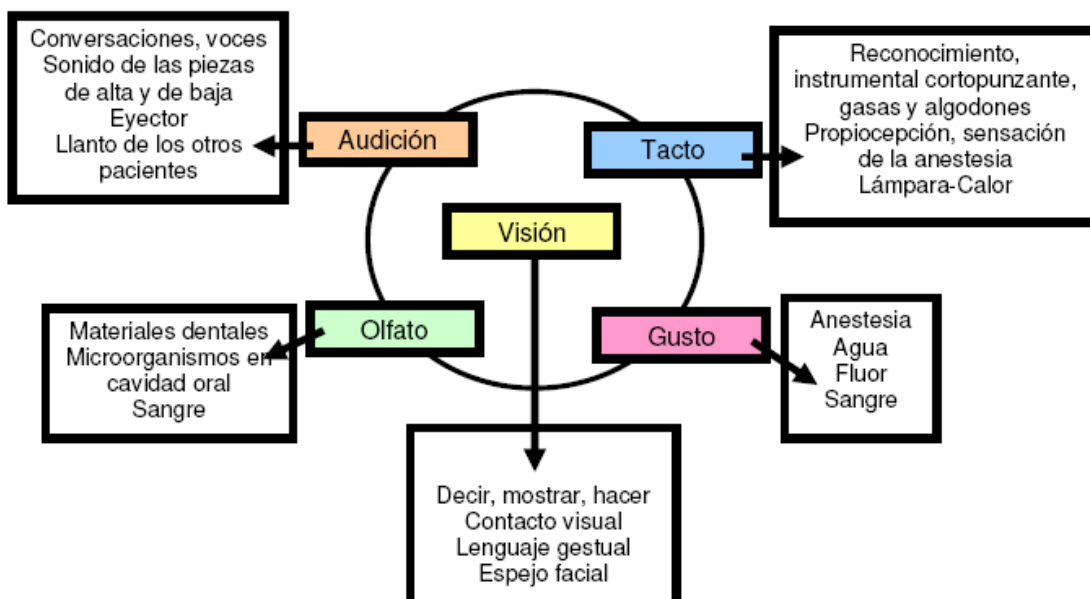 Conversaciones, voces
Sonido de las piezas
de alta y de baja
Eyector
Llanto de los otros
pacientes
Audición
Tacto
Reconocimiento,
instrumental cortopunzante,
gasas y algodones
Propiocepción, sensación
de la anestesia
Lámpara-Calor
Visión
Materiales dentales
Microorganismos en
cavidad oral
Sangre
Olfato
Gusto
Anestesia
Agua
Fluor
Sangre
Decir, mostrar, hacer
Contacto visual
Lenguaje gestual
Espejo facial